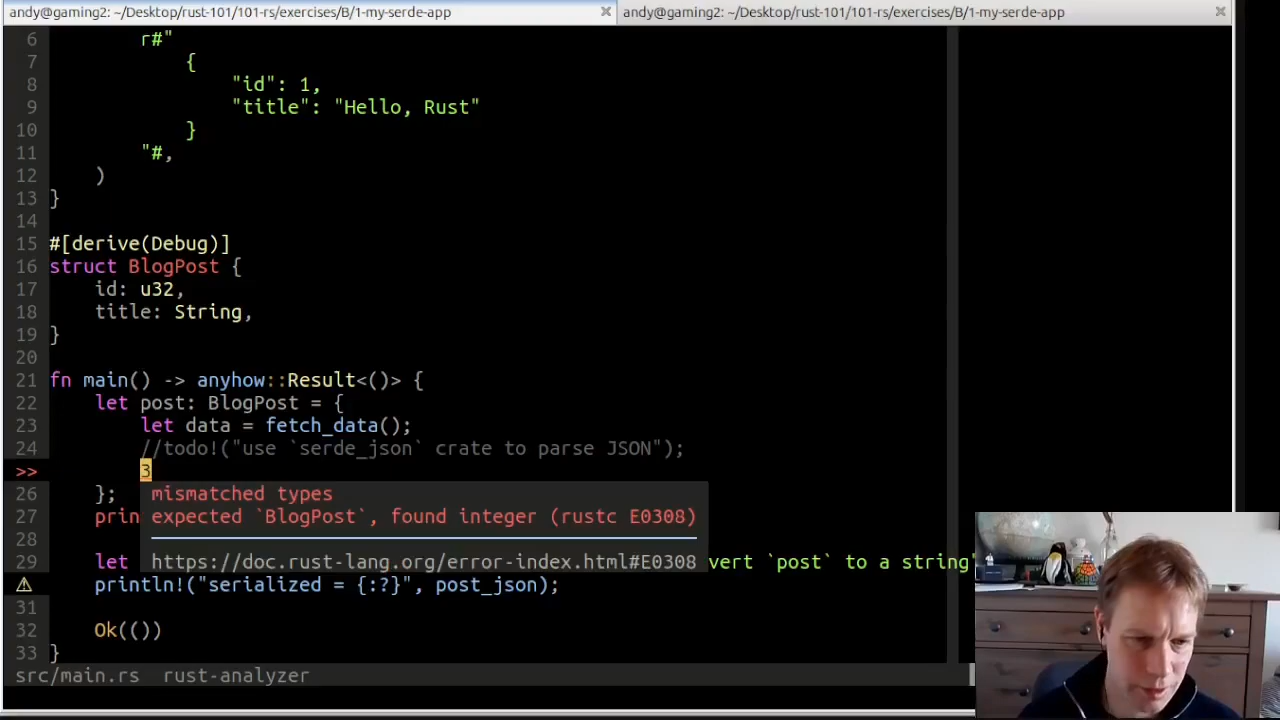 andy@gaming2: ~/Desktop/rust-101/101-rs/exercises/B/1-my-serde-app
andy@gaming2: ~/Desktop/rust-101/101-rs/exercises/B/1-my-serde-app
6 r#"
7 {
8 "id": 1,
9 "title": "Hello, Rust"
10 }
11 "#,
12 )
13 }
14
15 #[derive(Debug)]
16 struct BlogPost {
17 id: u32,
18 title: String,
19 }
20
21 fn main() -> anyhow::Result<()> {
22 let post: BlogPost = {
23 let data = fetch_data();
24 //todo!("use `serde_json` crate to parse JSON");
>> 3
26 }; mismatched types
27 prin expected `BlogPost`, found integer (rustc E0308)
28
29 let https://doc.rust-lang.org/error-index.html#E0308 vert `post` to a string"
⚠ println!("serialized = {:?}", post_json);
31
32 Ok(())
33 }
src/main.rs rust-analyzer